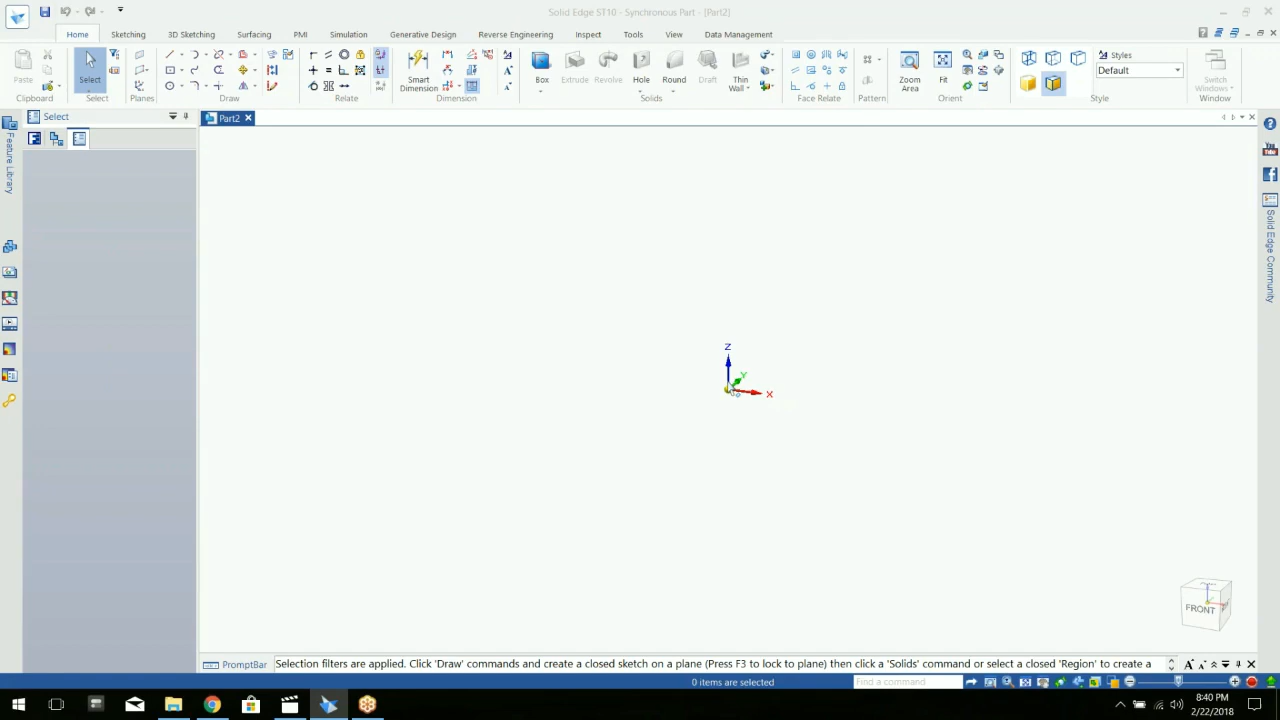 Solid Edge ST10 - Synchronous Part - [Part2]
Home Sketching 3D Sketching Surfacing PMI Simulation Generative Design Reverse Engineering Inspect Tools View Data Management
Paste Select Smart Dimension Box Extrude Revolve Hole Round Draft Thin Wall Zoom Area Fit Styles Default Switch Windows
Clipboard Select Planes Draw Relate Dimension Solids Face Relate Pattern Orient Style Window
Select
Part2
Feature Library
Solid Edge Community
Z
Y
X
FRONT
PromptBar Selection filters are applied. Click 'Draw' commands and create a closed sketch on a plane (Press F3 to lock to plane) then click a 'Solids' command or select a closed 'Region' to create a
0 items are selected Find a command
8:40 PM
2/22/2018